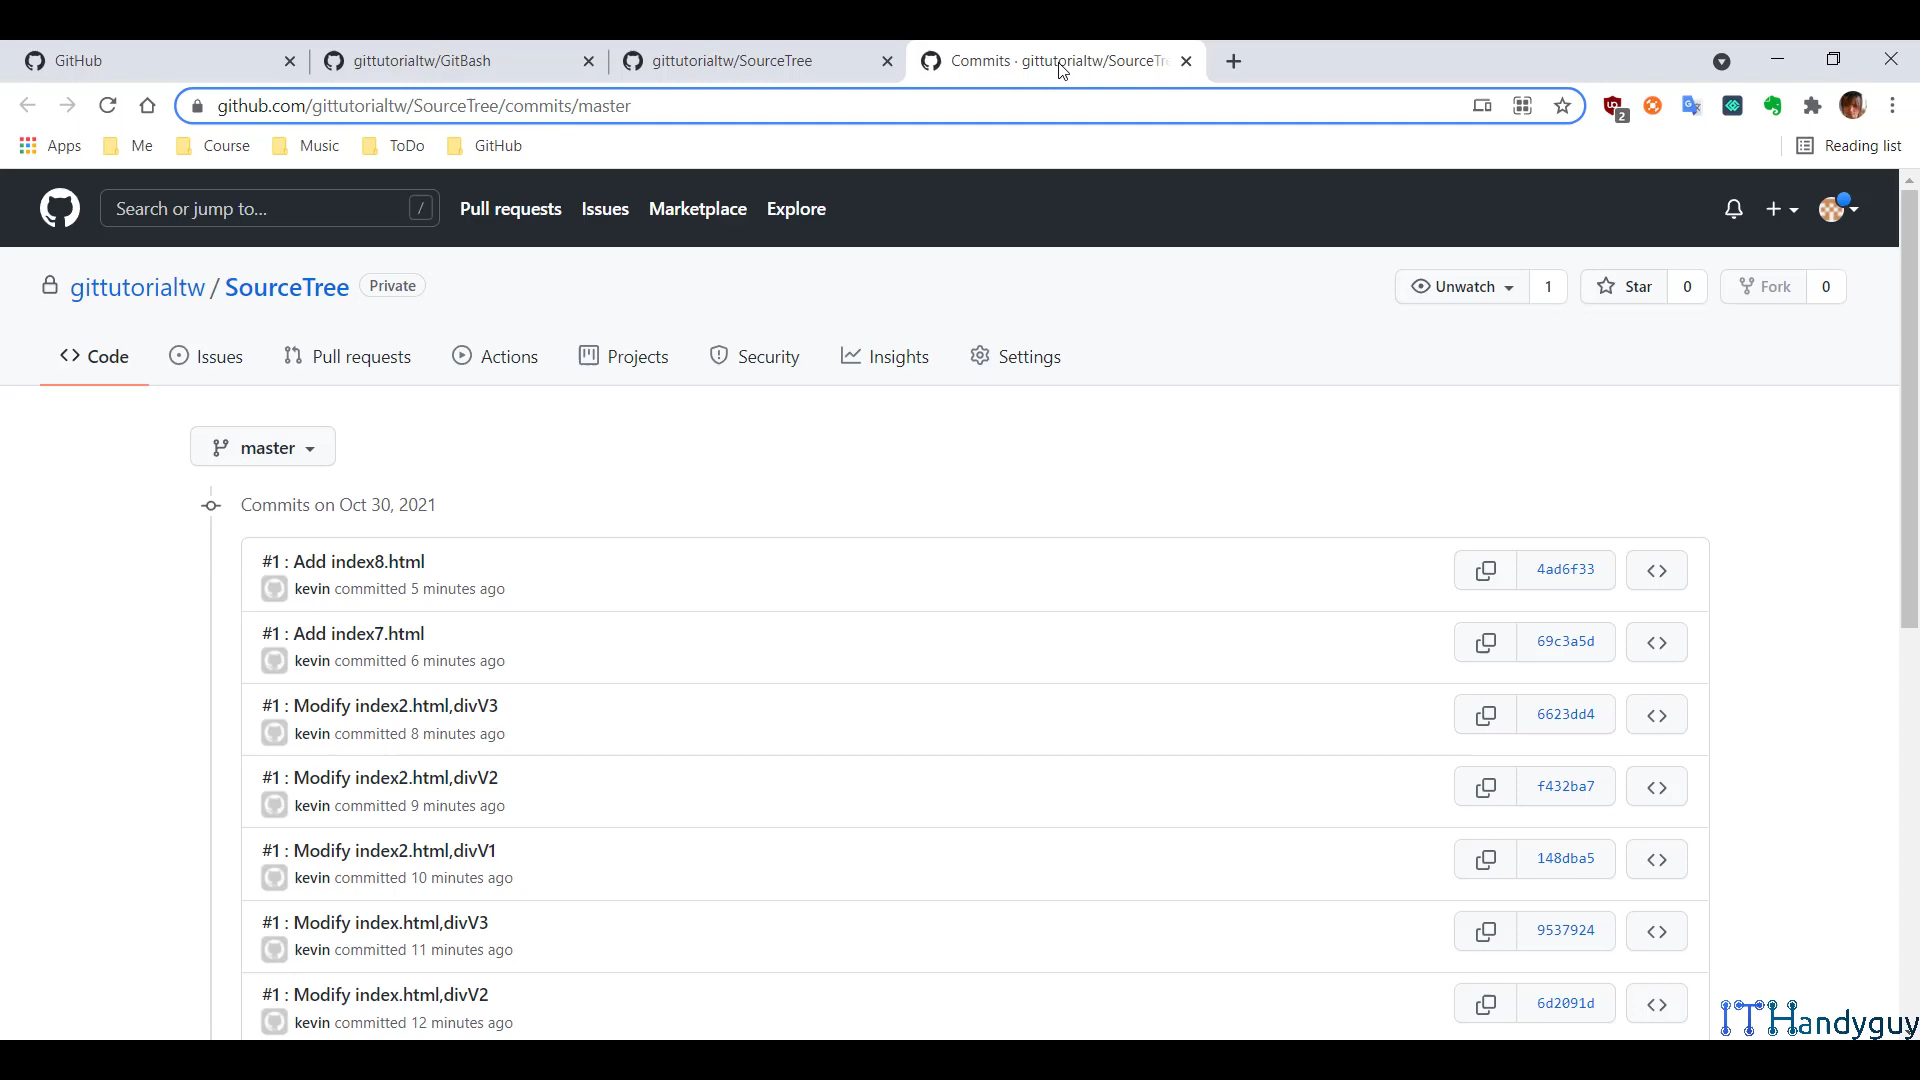 GitHub
gittutorialtw/GitBash
gittutorialtw/SourceTree
Commits · gittutorialtw/SourceTr
github.com/gittutorialtw/SourceTree/commits/master
2
Apps
Me
Course
Music
ToDo
GitHub
Reading list
Search or jump to...
/
Pull requests
Issues
Marketplace
Explore
gittutorialtw / SourceTree
Private
Unwatch
1
Star
0
Fork
0
Code
Issues
Pull requests
Actions
Projects
Security
Insights
Settings
master
Commits on Oct 30, 2021
#1 : Add index8.html
kevin committed 5 minutes ago
4ad6f33
#1 : Add index7.html
kevin committed 6 minutes ago
69c3a5d
#1 : Modify index2.html,divV3
kevin committed 8 minutes ago
6623dd4
#1 : Modify index2.html,divV2
kevin committed 9 minutes ago
f432ba7
#1 : Modify index2.html,divV1
kevin committed 10 minutes ago
148dba5
#1 : Modify index.html,divV3
kevin committed 11 minutes ago
9537924
#1 : Modify index.html,divV2
kevin committed 12 minutes ago
6d2091d
ITHandyguy